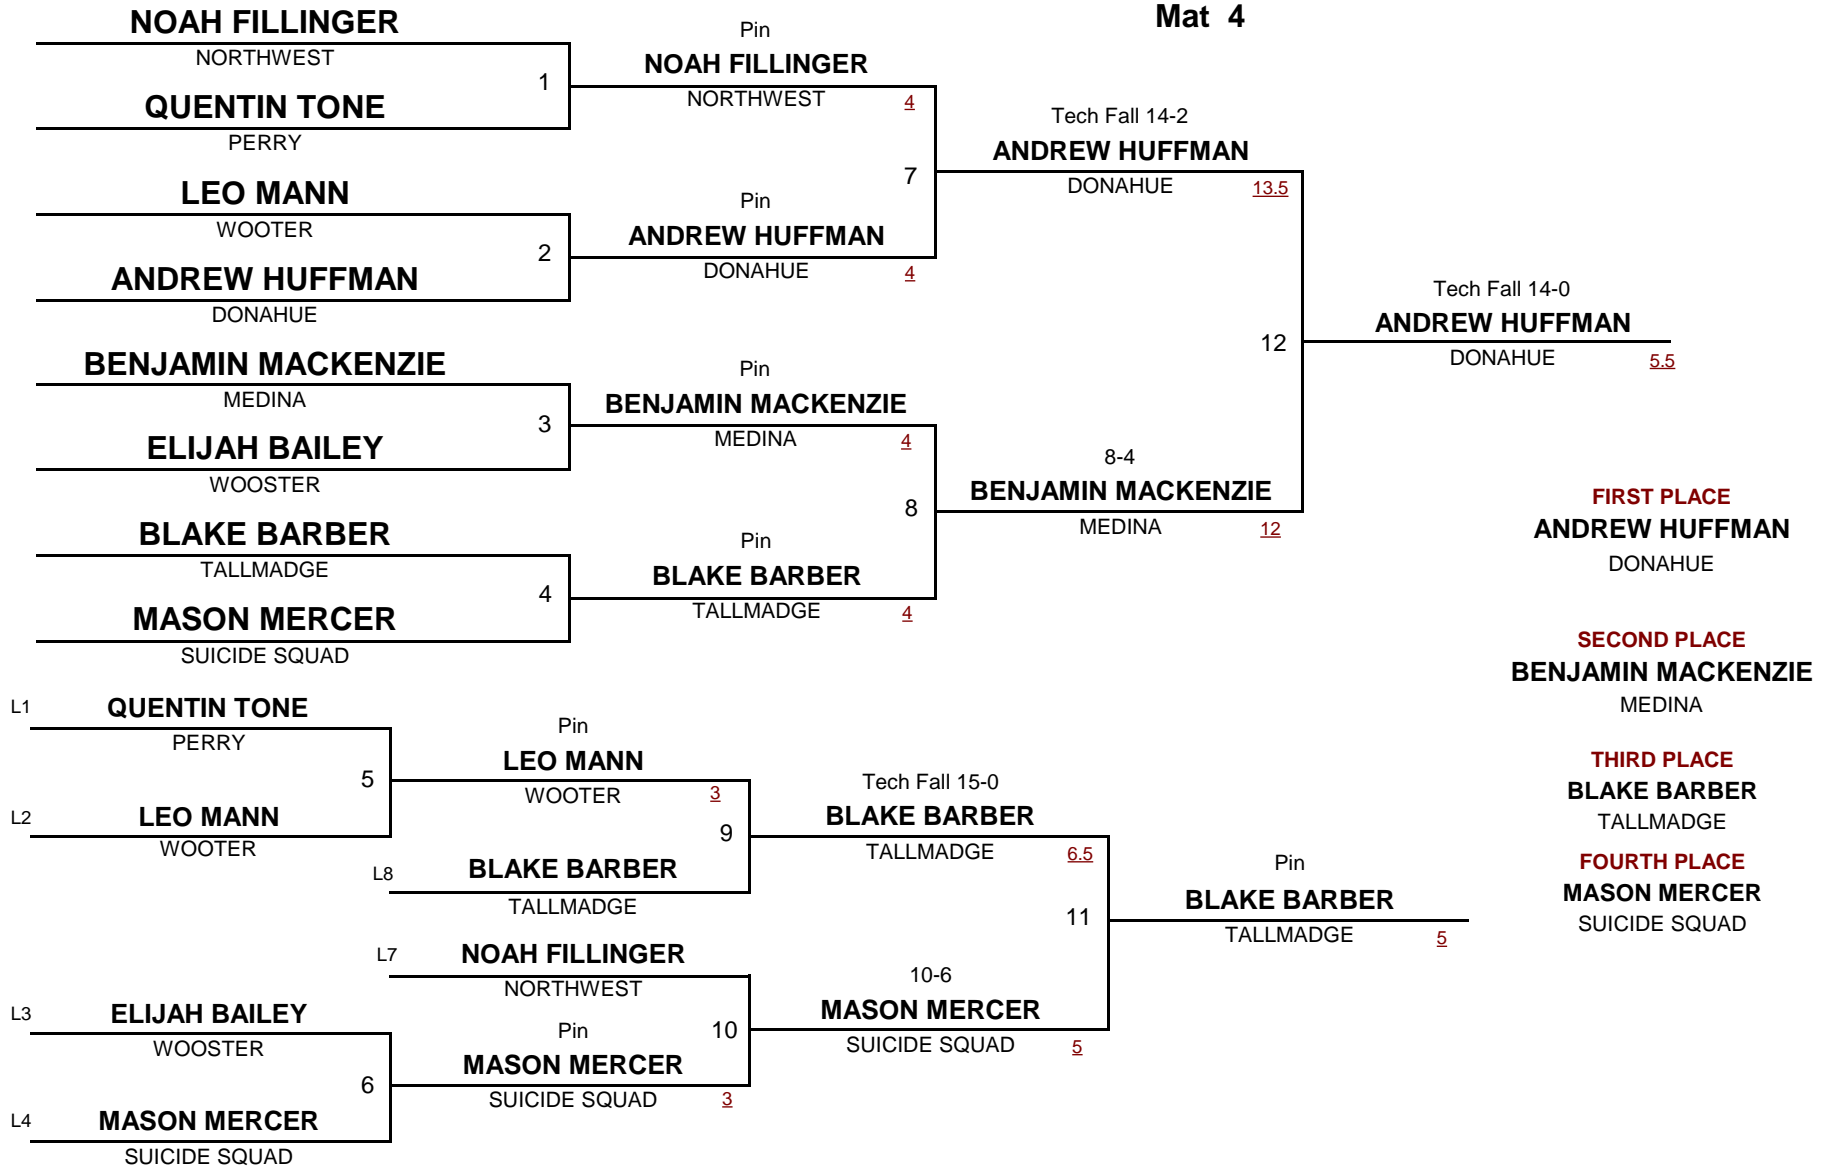 Mat 4
NOAH FILLINGER
NORTHWEST
1
QUENTIN TONE
PERRY
LEO MANN
WOOTER
2
ANDREW HUFFMAN
DONAHUE
BENJAMIN MACKENZIE
MEDINA
3
ELIJAH BAILEY
WOOSTER
BLAKE BARBER
TALLMADGE
4
MASON MERCER
SUICIDE SQUAD
Pin
NOAH FILLINGER
NORTHWEST 4
7
Pin
ANDREW HUFFMAN
DONAHUE 4
Pin
BENJAMIN MACKENZIE
MEDINA 4
8
Pin
BLAKE BARBER
TALLMADGE 4
Tech Fall 14-2
ANDREW HUFFMAN
DONAHUE 13.5
12
8-4
BENJAMIN MACKENZIE
MEDINA 12
Tech Fall 14-0
ANDREW HUFFMAN
DONAHUE 5.5
L1 QUENTIN TONE
PERRY
5
L2 LEO MANN
WOOTER
Pin
LEO MANN
WOOTER 3
9
L8 BLAKE BARBER
TALLMADGE
L7 NOAH FILLINGER
NORTHWEST
L3 ELIJAH BAILEY
WOOSTER
6
L4 MASON MERCER
SUICIDE SQUAD
Pin
10
MASON MERCER
SUICIDE SQUAD 3
Tech Fall 15-0
BLAKE BARBER
TALLMADGE 6.5
11
10-6
MASON MERCER
SUICIDE SQUAD 5
Pin
BLAKE BARBER
TALLMADGE 5
FIRST PLACE
ANDREW HUFFMAN
DONAHUE
SECOND PLACE
BENJAMIN MACKENZIE
MEDINA
THIRD PLACE
BLAKE BARBER
TALLMADGE
FOURTH PLACE
MASON MERCER
SUICIDE SQUAD